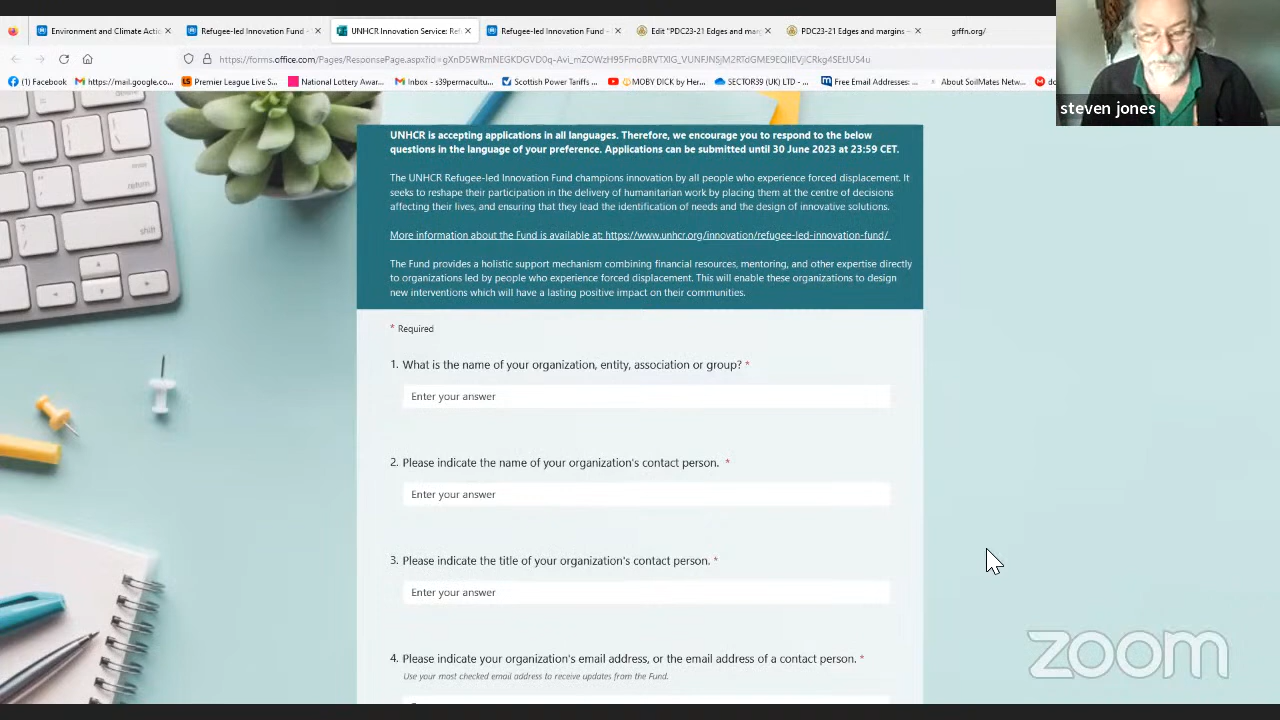 Environment and Climate Actic
Refugee-led Innovation Fund -
UNHCR Innovation Service: Re
Refugee-led Innovation Fund -
Edit "PDC23-21 Edges and marg
PDC23-21 Edges and margins –
grffn.org/
(1) Facebook
https://mail.google.co...
Premier League Live S...
National Lottery Award...
Inbox - s39permacultu...
Scottish Power Tariffs ...
MOBY DICK by Her...
SECTOR39 (UK) LTD - ...
Free Email Addresses: ...
About SoilMates Netw...
steven jones
UNHCR is accepting applications in all languages. Therefore, we encourage you to respond to the below
questions in the language of your preference. Applications can be submitted until 30 June 2023 at 23:59 CET.
The UNHCR Refugee-led Innovation Fund champions innovation by all people who experience forced displacement. It
seeks to reshape their participation in the delivery of humanitarian work by placing them at the centre of decisions
affecting their lives, and ensuring that they lead the identification of needs and the design of innovative solutions.
More information about the Fund is available at: https://www.unhcr.org/innovation/refugee-led-innovation-fund/
The Fund provides a holistic support mechanism combining financial resources, mentoring, and other expertise directly
to organizations led by people who experience forced displacement. This will enable these organizations to design
new interventions which will have a lasting positive impact on their communities.
* Required
1. What is the name of your organization, entity, association or group? *
Enter your answer
2. Please indicate the name of your organization's contact person. *
Enter your answer
3. Please indicate the title of your organization's contact person. *
Enter your answer
4. Please indicate your organization's email address, or the email address of a contact person. *
Use your most checked email address to receive updates from the Fund.
shift
zoom